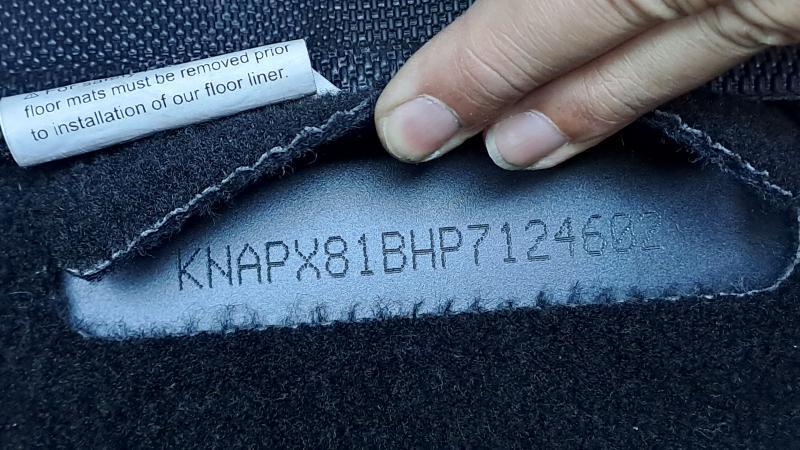 floor mats must be removed prior
to installation of our floor liner.
KNAPX81BHP7124602